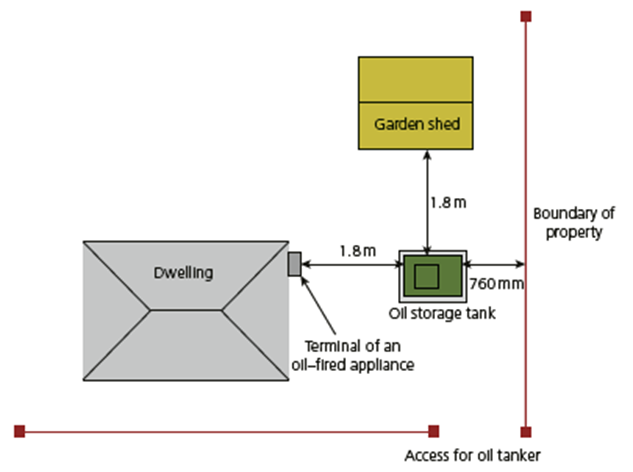 Garden shed
1.8 m
Boundary of
property
1.8 m
Dwelling
760 mm
Oil storage tank
Terminal of an
oil–fired appliance
Access for oil tanker